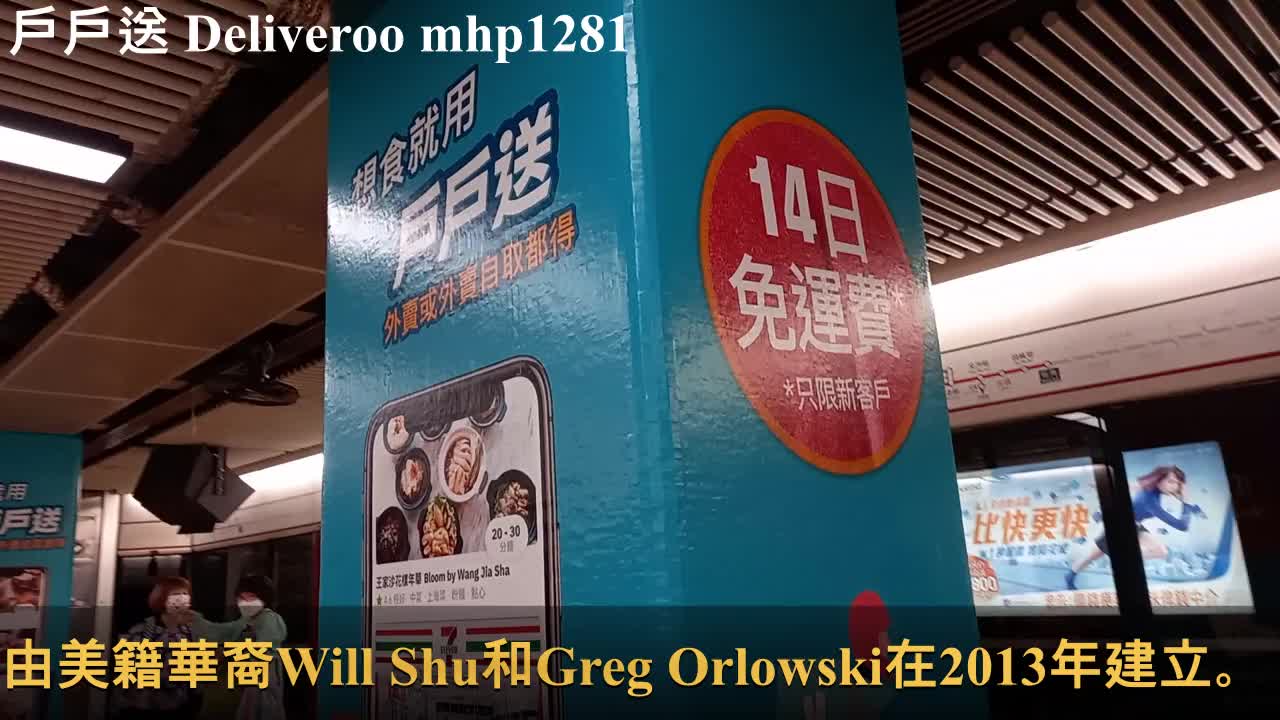 戶戶送 Deliveroo mhp1281
想食就用
戶戶送
外賣或外賣自取都得
14日
免運費*
*只限新客戶
20 - 30
分鐘
王家沙花樣年華 Bloom by Wang Jia Sha
7
比快更快
戶送
由美籍華裔Will Shu和Greg Orlowski在2013年建立。